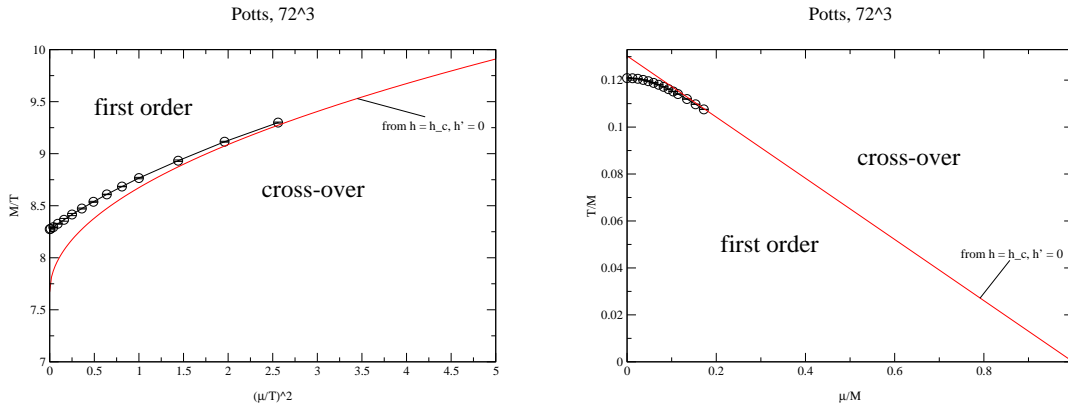 Potts, 72^3
10
9.5
9
8.5
8
7.5
7
M/T
first order
from h = h_c, h' = 0
cross-over
0
0.5
1
1.5
2
2.5
3
3.5
4
4.5
5
(μ/T)^2
Potts, 72^3
0.12
0.1
0.08
0.06
0.04
0.02
0
T/M
cross-over
first order
from h = h_c, h' = 0
0
0.2
0.4
0.6
0.8
μ/M